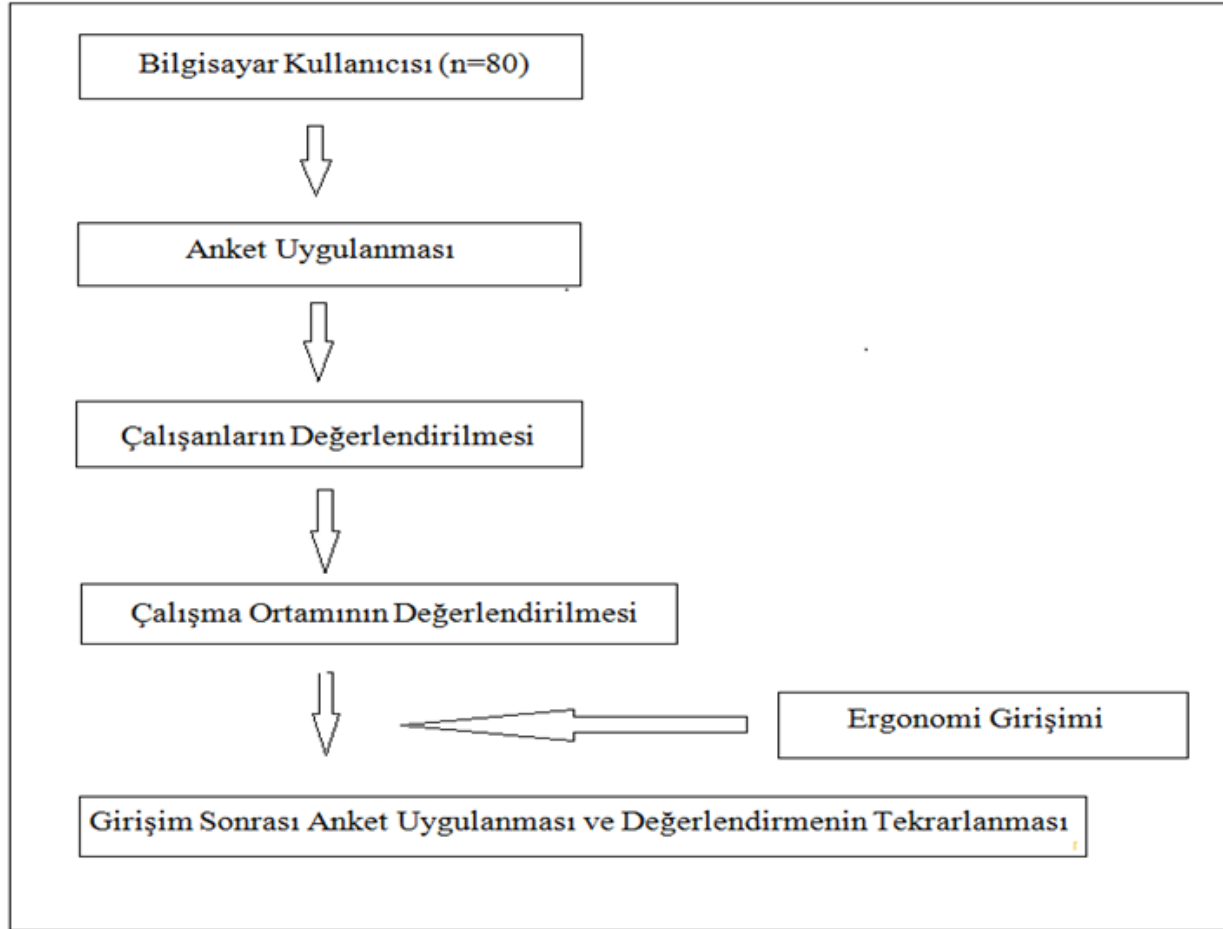 Bilgisayar Kullanıcısı (n=80)
Anket Uygulanması
Çalışanların Değerlendirilmesi
Çalışma Ortamının Değerlendirilmesi
Ergonomi Girişimi
Girişim Sonrası Anket Uygulanması ve Değerlendirmenin Tekrarlanması